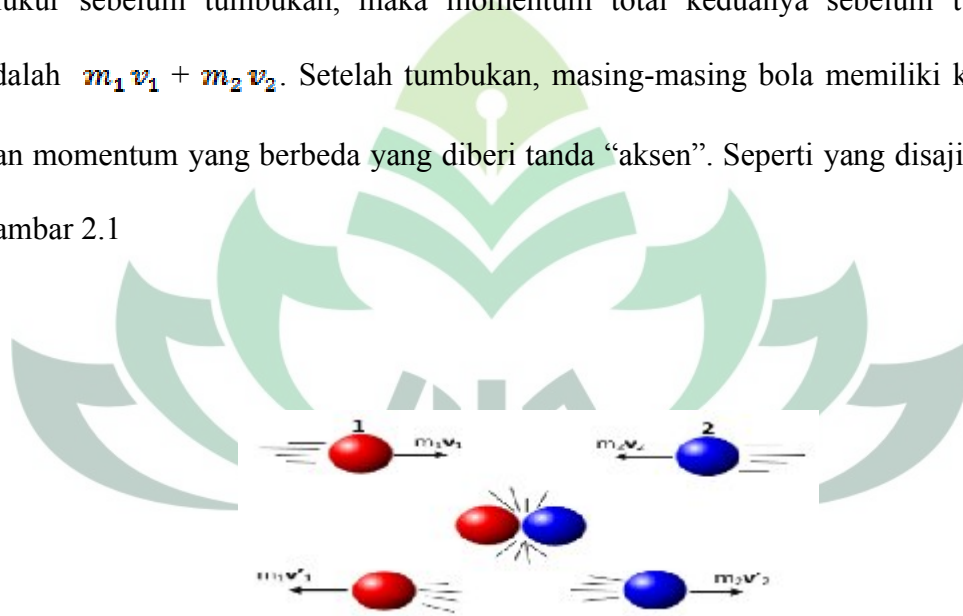 sebelum tumbukan, maka momentum total keduanya sebelum
dalah m₁v₁ + m₂v₂. Setelah tumbukan, masing-masing bola memiliki k
an momentum yang berbeda yang diberi tanda “aksen”. Seperti yang disaji
ambar 2.1
1 2
m₁v₁ m₂v₂
m₁v'₁ m₂v'₂